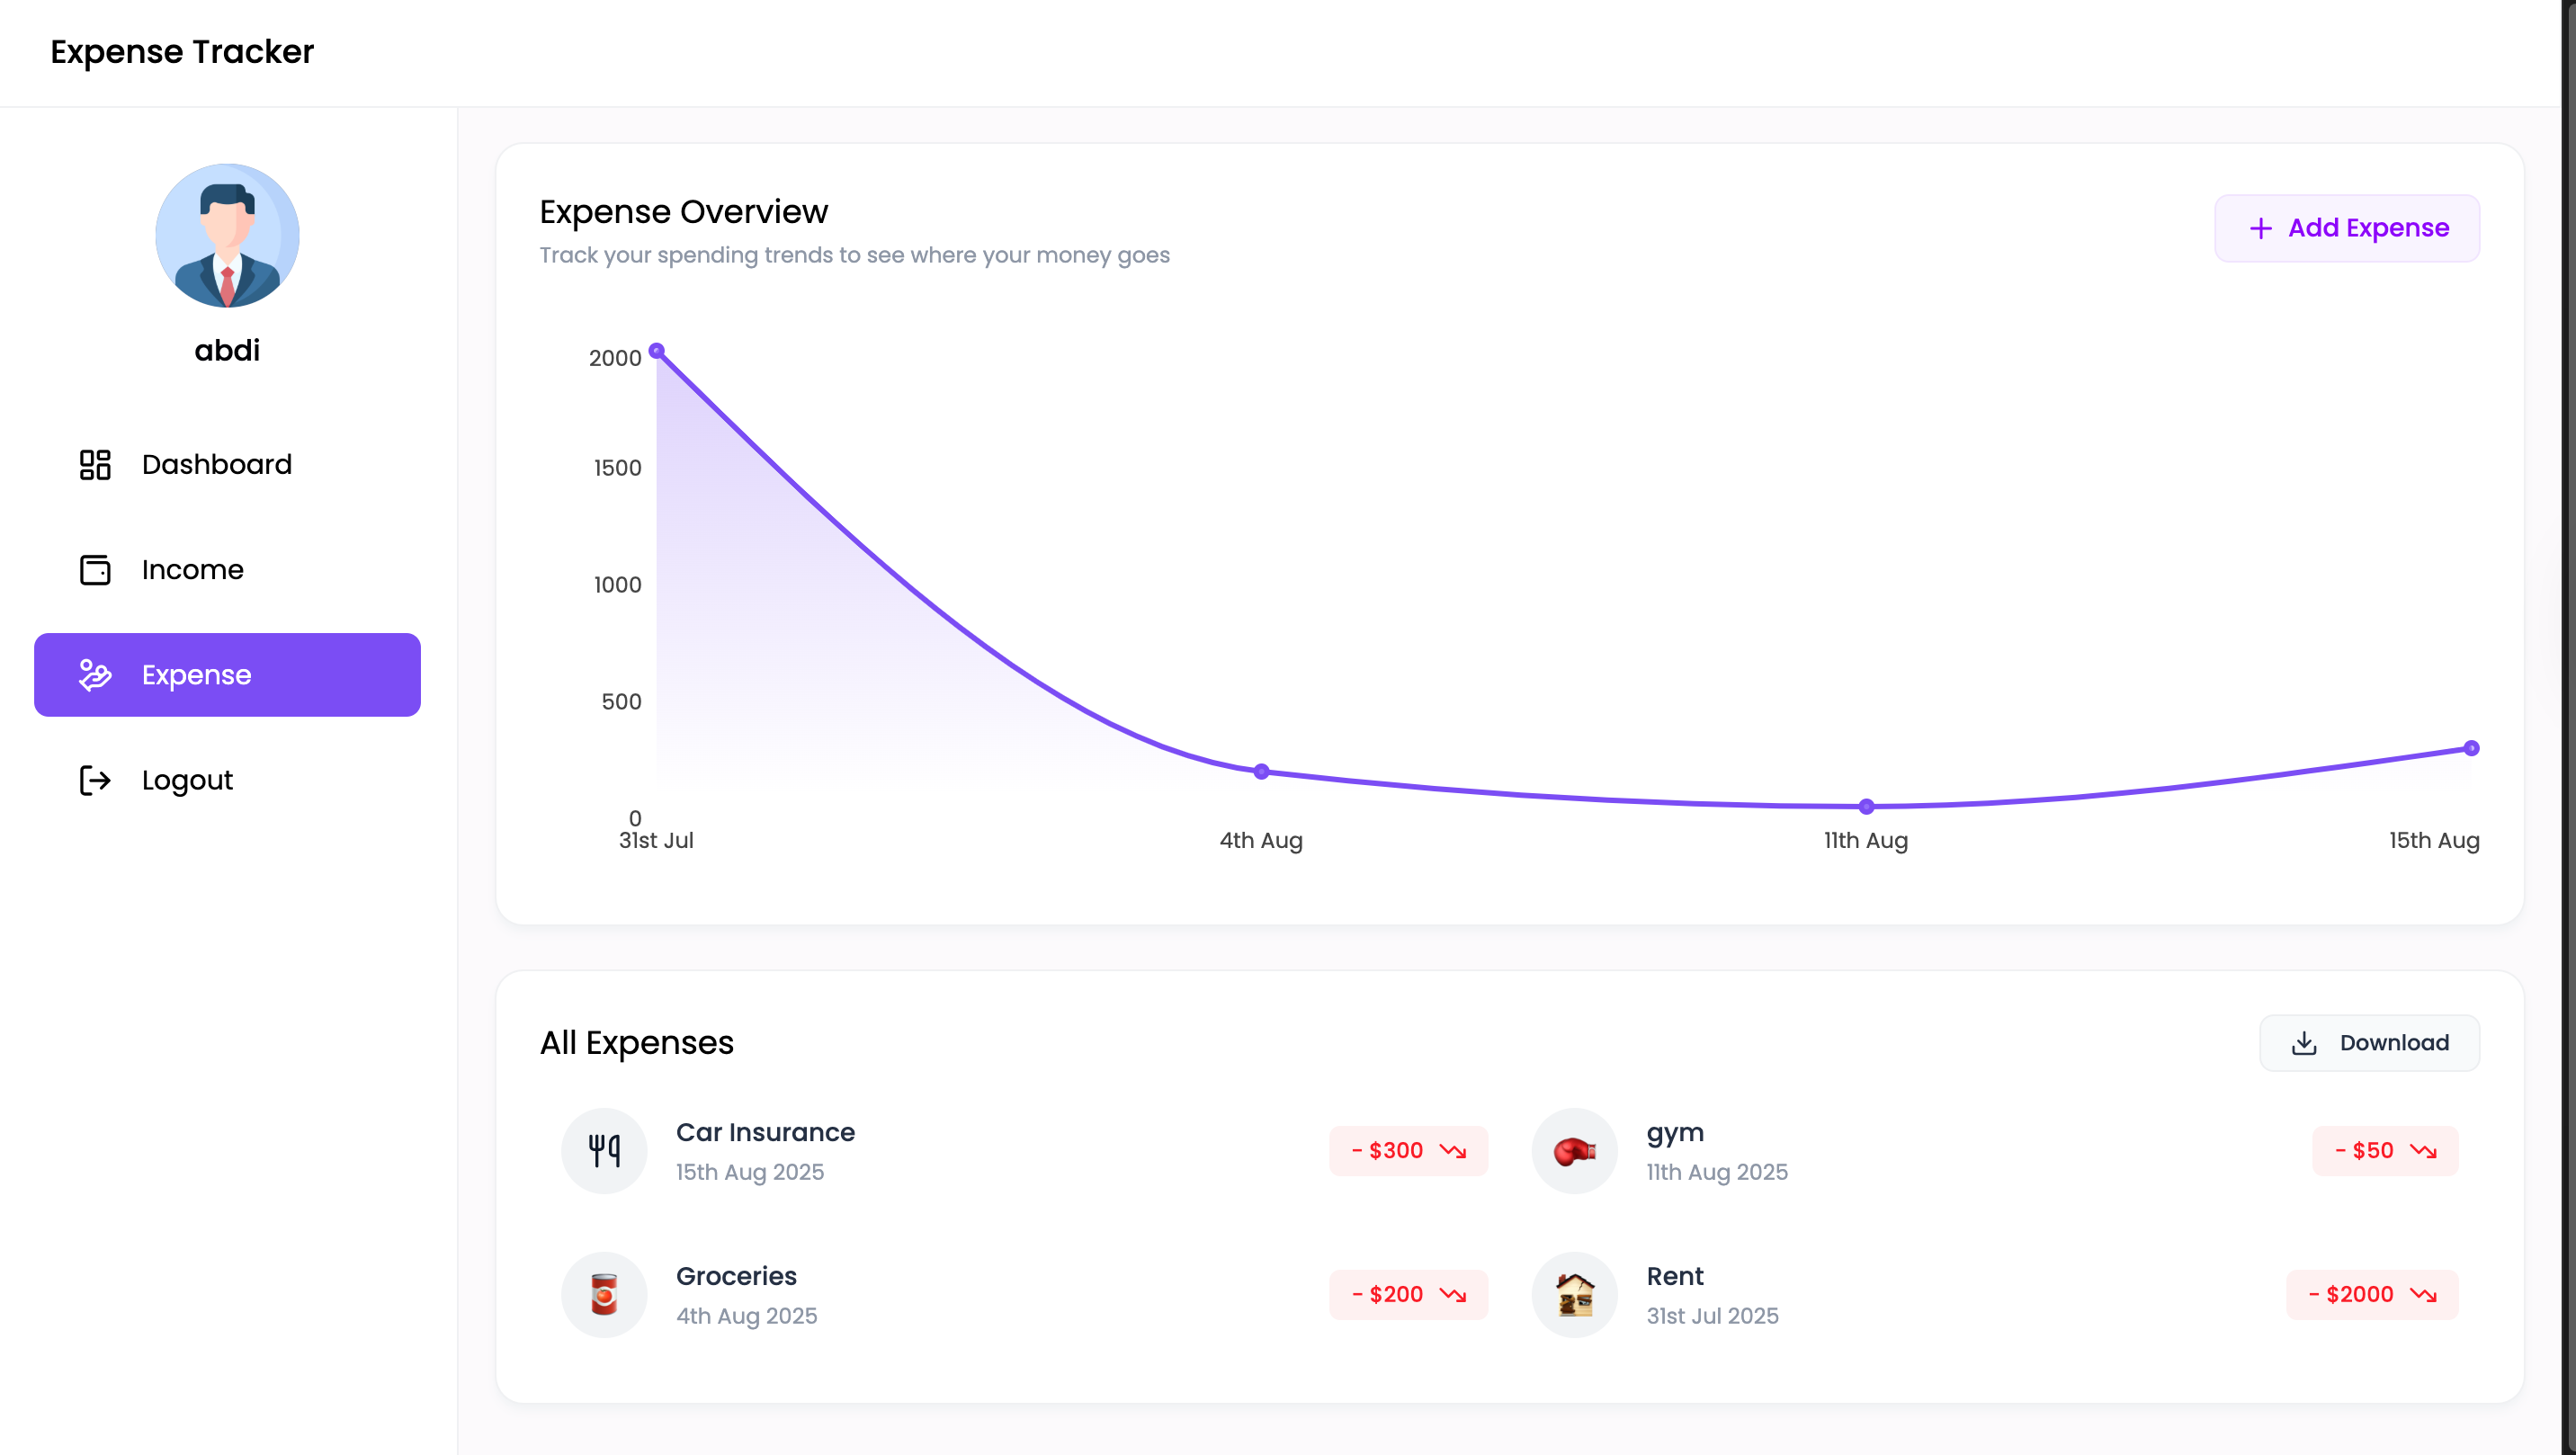 Expense Tracker
abdi
Dashboard
Income
Expense
Logout
Expense Overview
Track your spending trends to see where your money goes
+ Add Expense
2000
1500
1000
500
0
31st Jul 4th Aug 11th Aug 15th Aug
All Expenses
Download
Car Insurance
15th Aug 2025
- $300
gym
11th Aug 2025
- $50
Groceries
4th Aug 2025
- $200
Rent
31st Jul 2025
- $2000